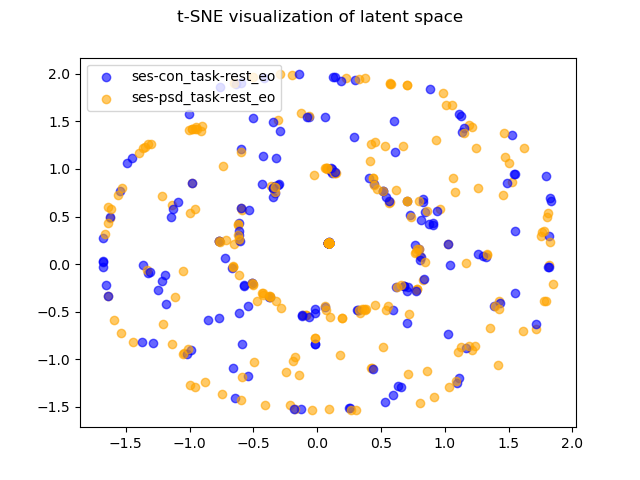 t-SNE visualization of latent space
ses-con_task-rest_eo
ses-psd_task-rest_eo
2.0
1.5
1.0
0.5
0.0
−0.5
−1.0
−1.5
−1.5 −1.0 −0.5 0.0 0.5 1.0 1.5 2.0